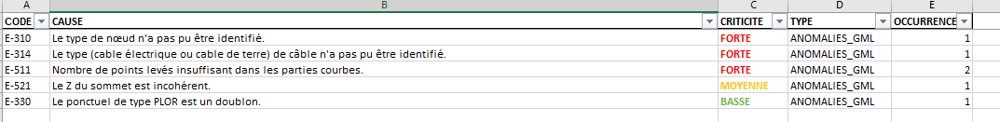 A B C D E
CODE CAUSE CRITICITE TYPE OCCURRENCE
E-310 Le type de nœud n'a pas pu être identifié. FORTE ANOMALIES_GML 1
E-314 Le type (cable électrique ou cable de terre) de câble n'a pas pu être identifié. FORTE ANOMALIES_GML 1
E-511 Nombre de points levés insuffisant dans les parties courbes. FORTE ANOMALIES_GML 2
E-521 Le Z du sommet est incohérent. MOYENNE ANOMALIES_GML 1
E-330 Le ponctuel de type PLOR est un doublon. BASSE ANOMALIES_GML 1